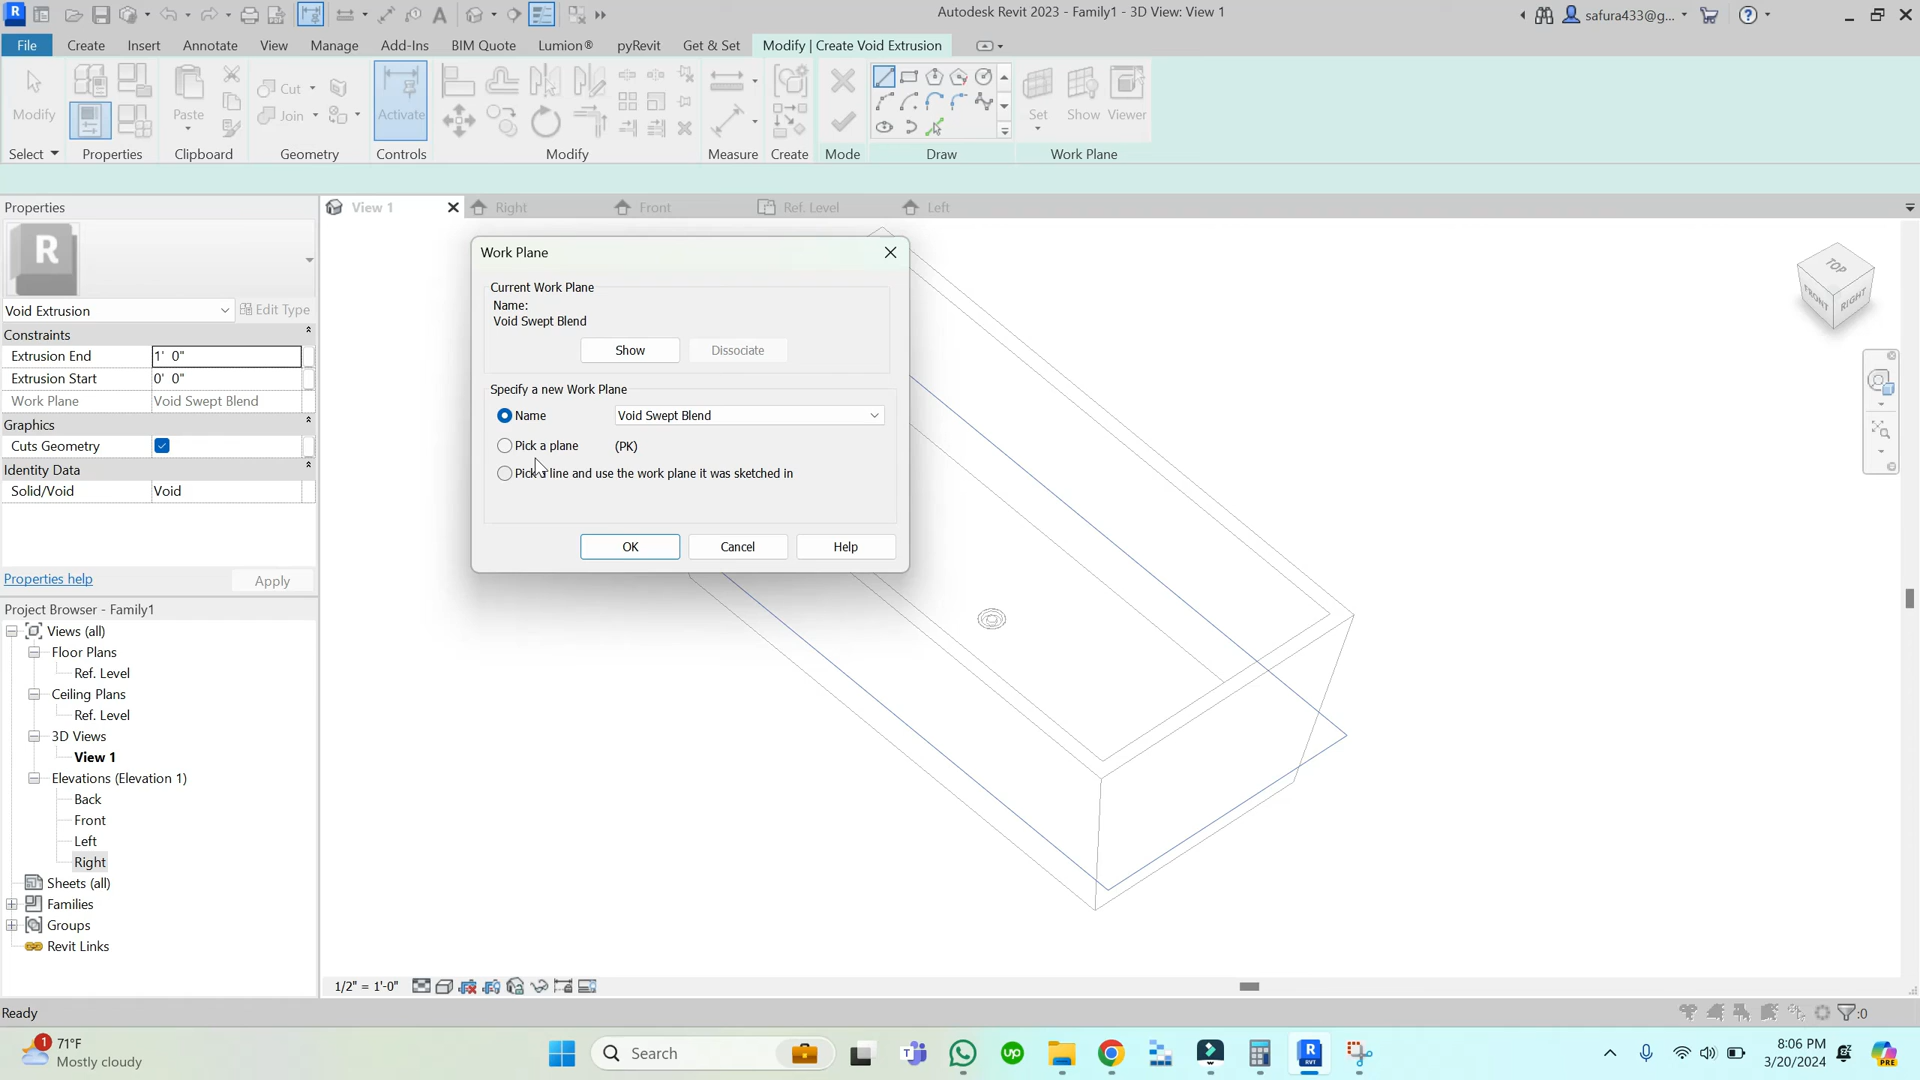 Autodesk Revit 2023 - Family1 - 3D View: View 1
safura433@g...
File Create Insert Annotate View Manage Add-Ins BIM Quote Lumion® pyRevit Get & Set Modify | Create Void Extrusion
Modify Paste Cut Join Activate Set Show Viewer
Select Properties Clipboard Geometry Controls Modify Measure Create Mode Draw Work Plane
Properties
View 1 Right Front Ref. Level Left
R
Void Extrusion Edit Type
Constraints
Extrusion End 1' 0"
Extrusion Start 0' 0"
Work Plane Void Swept Blend
Graphics
Cuts Geometry
Identity Data
Solid/Void Void
Properties help Apply
Project Browser - Family1
Views (all)
Floor Plans
Ref. Level
Ceiling Plans
Ref. Level
3D Views
View 1
Elevations (Elevation 1)
Back
Front
Left
Right
Sheets (all)
Families
Groups
Revit Links
Work Plane
Current Work Plane
Name:
Void Swept Blend
Show Dissociate
Specify a new Work Plane
Name Void Swept Blend
Pick a plane (PK)
Pick a line and use the work plane it was sketched in
OK Cancel Help
TOP
FRONT RIGHT
1/2" = 1'-0"
Ready
:0
1
71°F
Mostly cloudy
Search
8:06 PM
3/20/2024